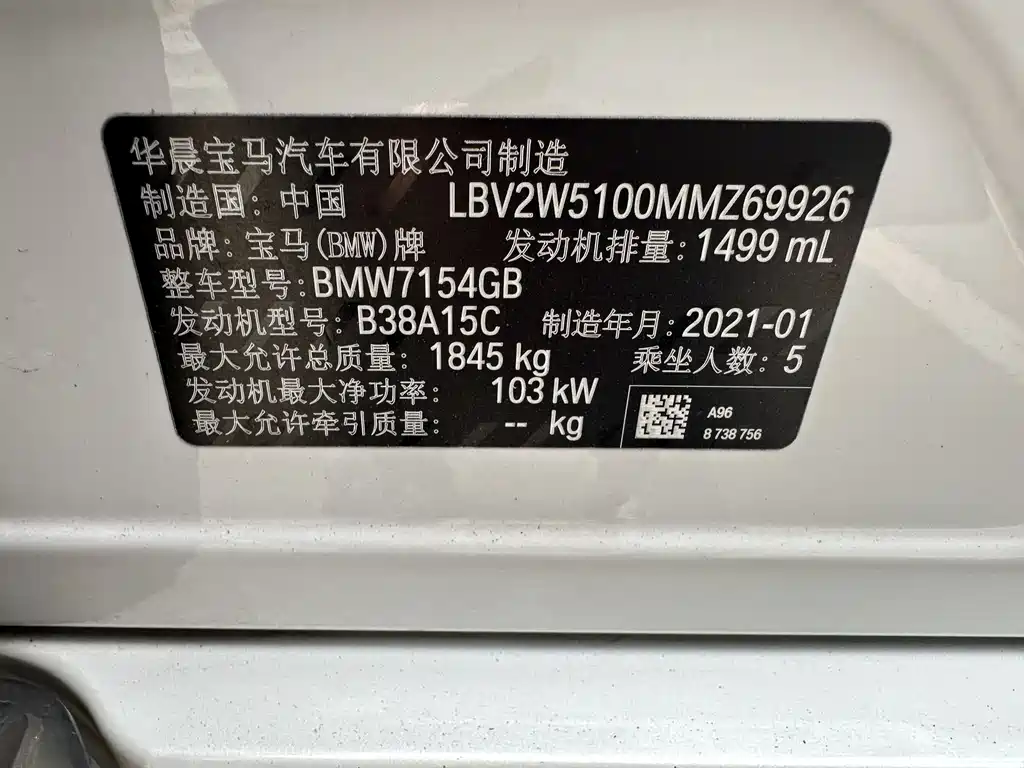 华晨宝马汽车有限公司制造
制造国: 中国 LBV2W5100MMZ69926
品牌: 宝马(BMW)牌 发动机排量: 1499 mL
整车型号: BMW7154GB
发动机型号: B38A15C 制造年月: 2021-01
最大允许总质量: 1845 kg 乘坐人数: 5
发动机最大净功率: 103 kW
最大允许牵引质量: -- kg
A96
8 738 756